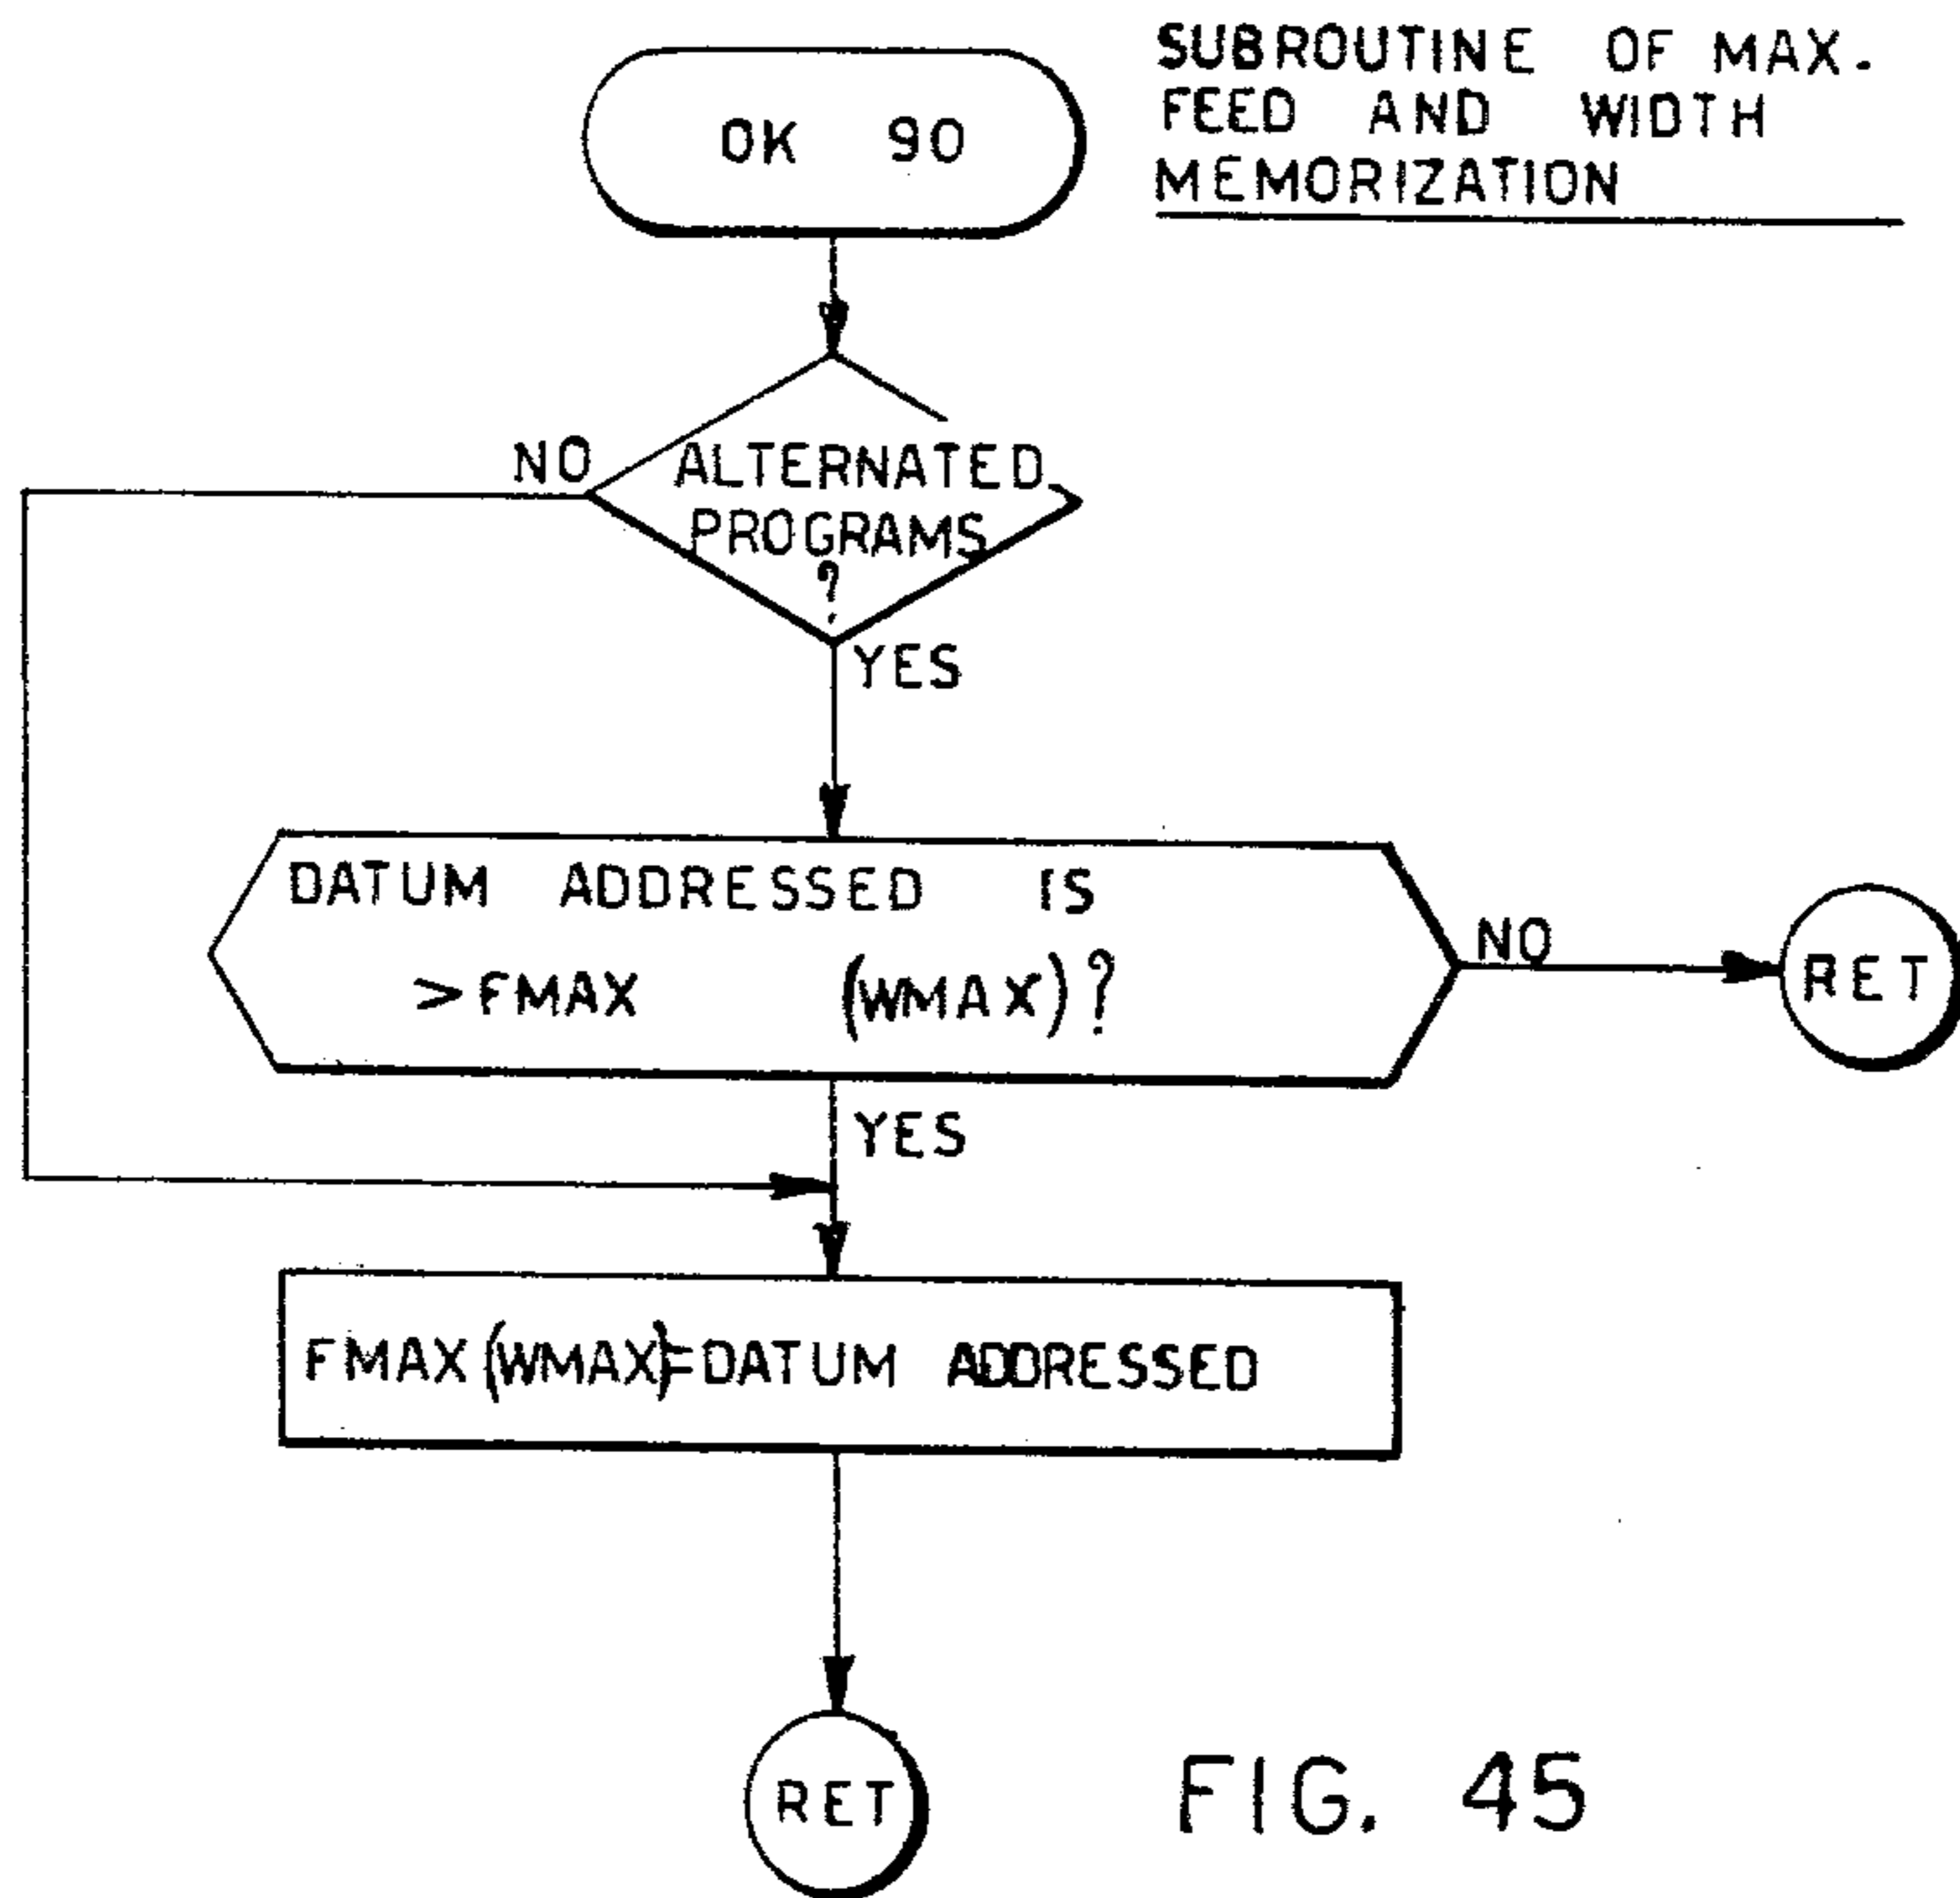 SUBROUTINE OF MAX.
FEED AND WIDTH
MEMORIZATION
OK 90
NO
ALTERNATED
PROGRAMS
?
YES
DATUM ADDRESSED IS
>FMAX (WMAX)?
NO
RET
YES
FMAX(WMAX)=DATUM ADDRESSED
RET
FIG. 45